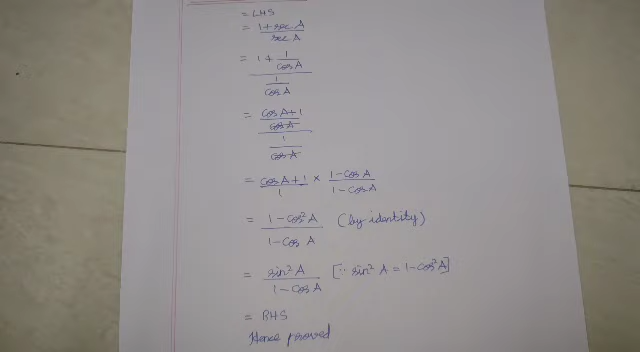 = LHS
= 1 + sec A / sec A
= 1 + 1/cos A / 1/cos A
= cos A + 1 / cos A / 1 / cos A
= cos A + 1 / 1 × 1 - cos A / 1 - cos A
= 1 - cos² A / 1 - cos A (by identity)
= sin² A / 1 - cos A [∵ sin² A = 1 - cos² A]
= RHS
Hence proved